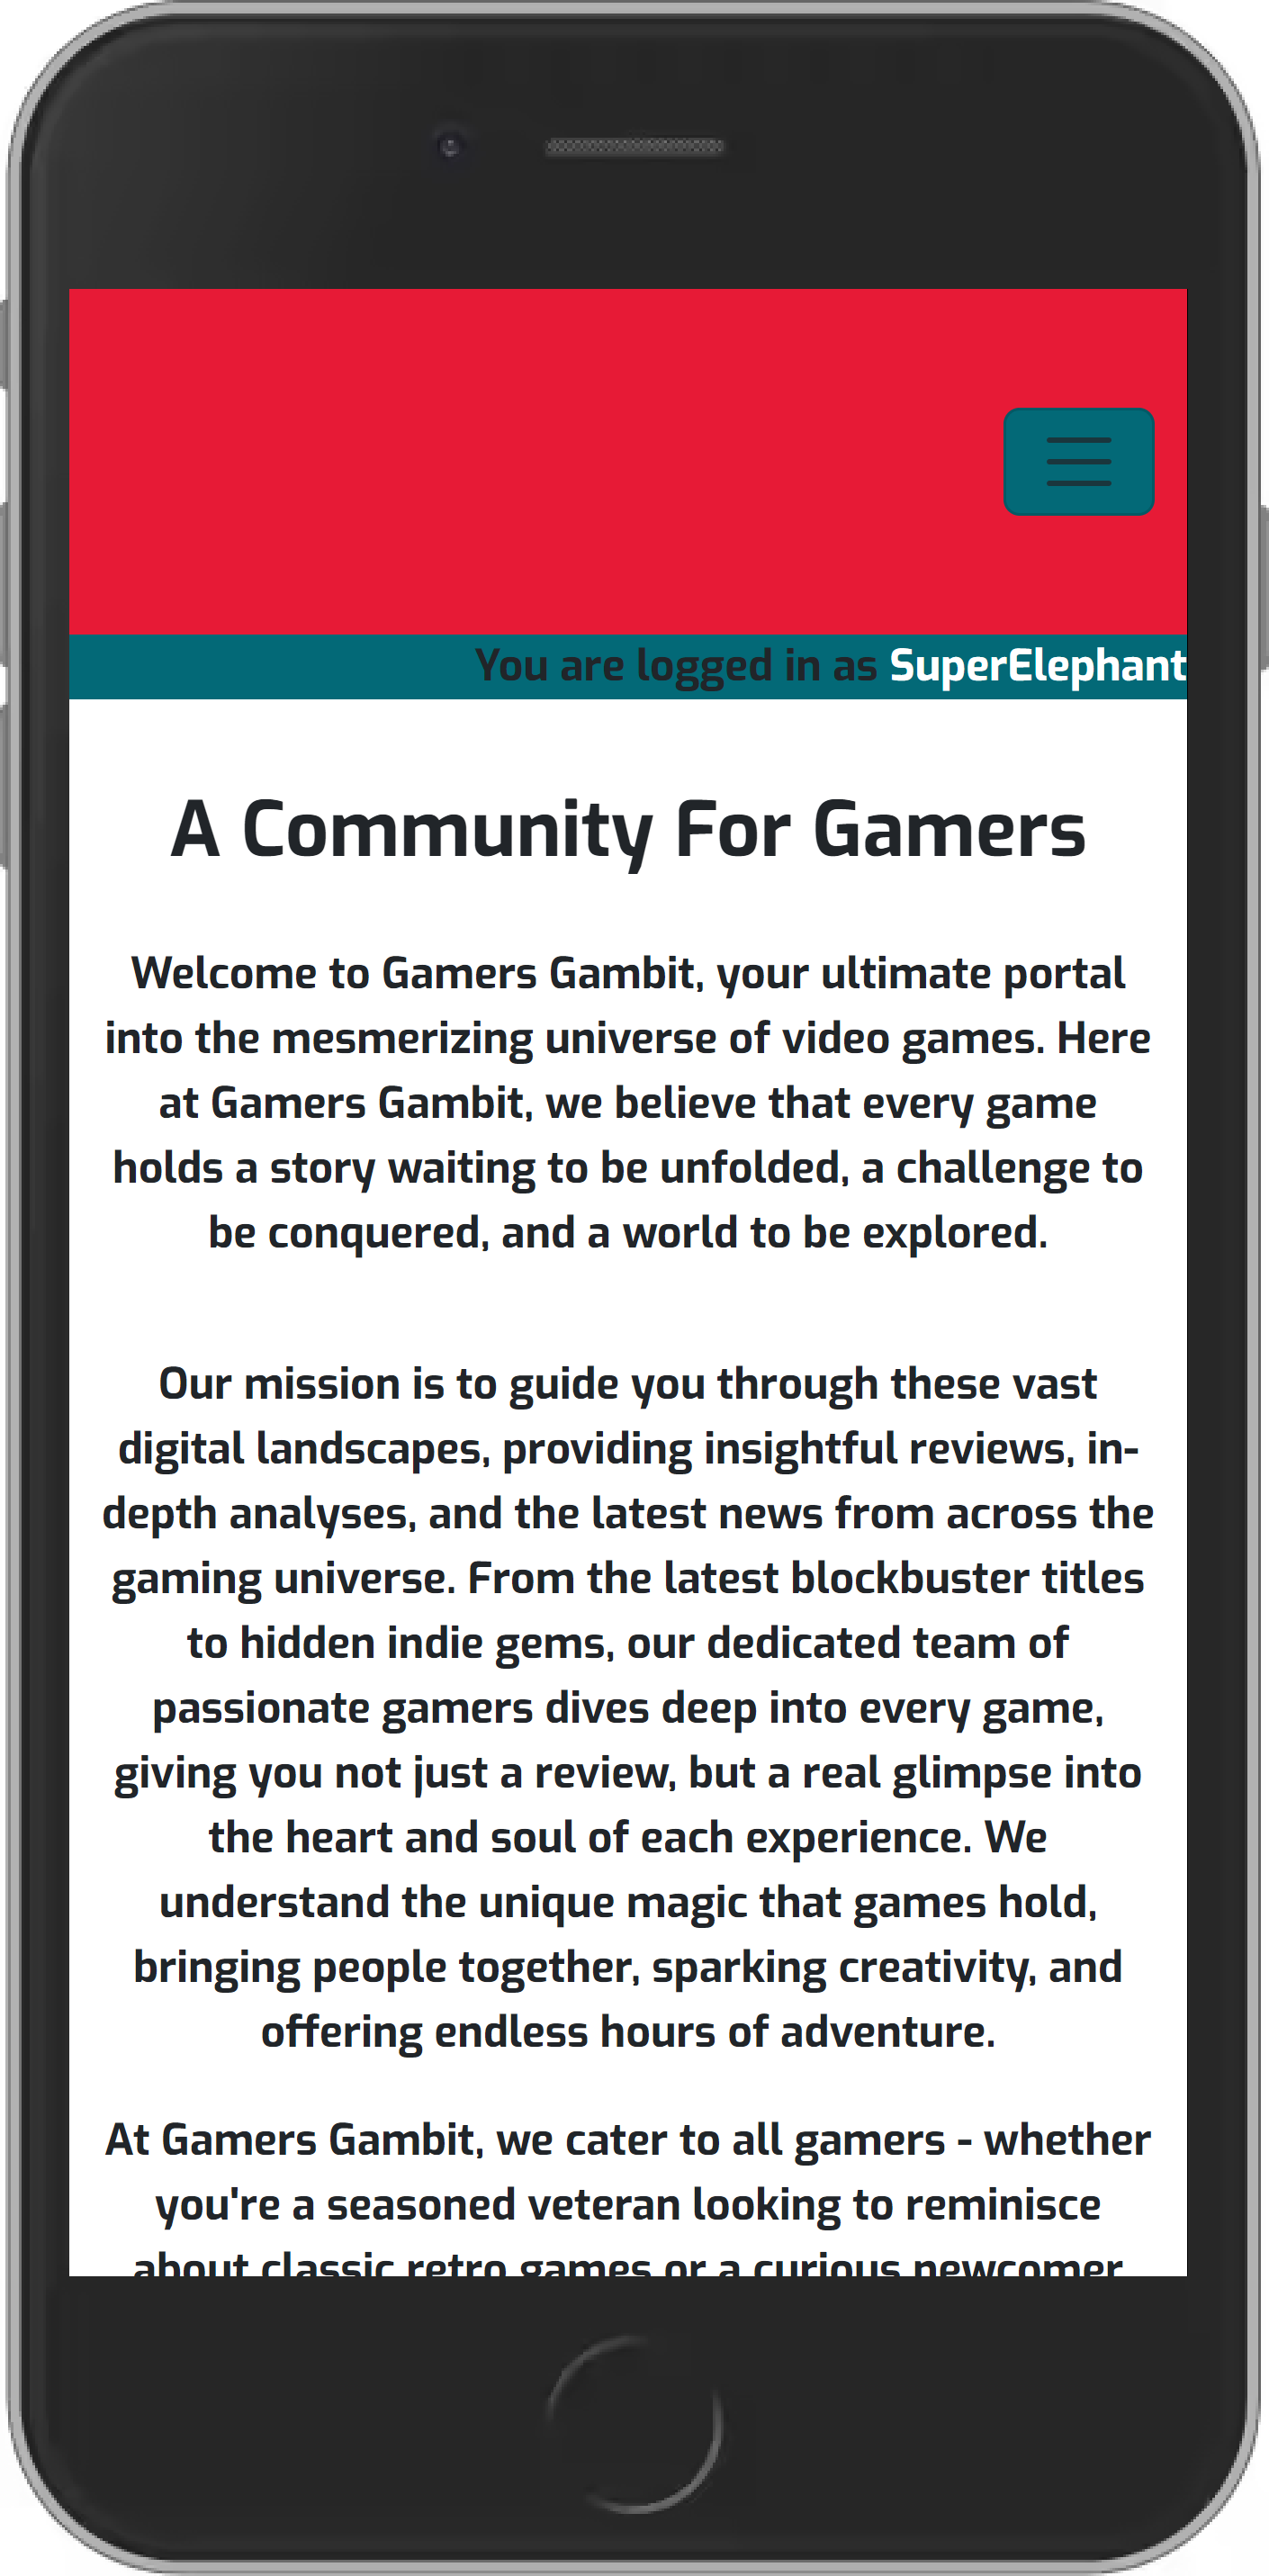 You are logged in as SuperElephant
A Community For Gamers
Welcome to Gamers Gambit, your ultimate portal
into the mesmerizing universe of video games. Here
at Gamers Gambit, we believe that every game
holds a story waiting to be unfolded, a challenge to
be conquered, and a world to be explored.
Our mission is to guide you through these vast
digital landscapes, providing insightful reviews, in-
depth analyses, and the latest news from across the
gaming universe. From the latest blockbuster titles
to hidden indie gems, our dedicated team of
passionate gamers dives deep into every game,
giving you not just a review, but a real glimpse into
the heart and soul of each experience. We
understand the unique magic that games hold,
bringing people together, sparking creativity, and
offering endless hours of adventure.
At Gamers Gambit, we cater to all gamers - whether
you're a seasoned veteran looking to reminisce
about classic retro games or a curious newcomer